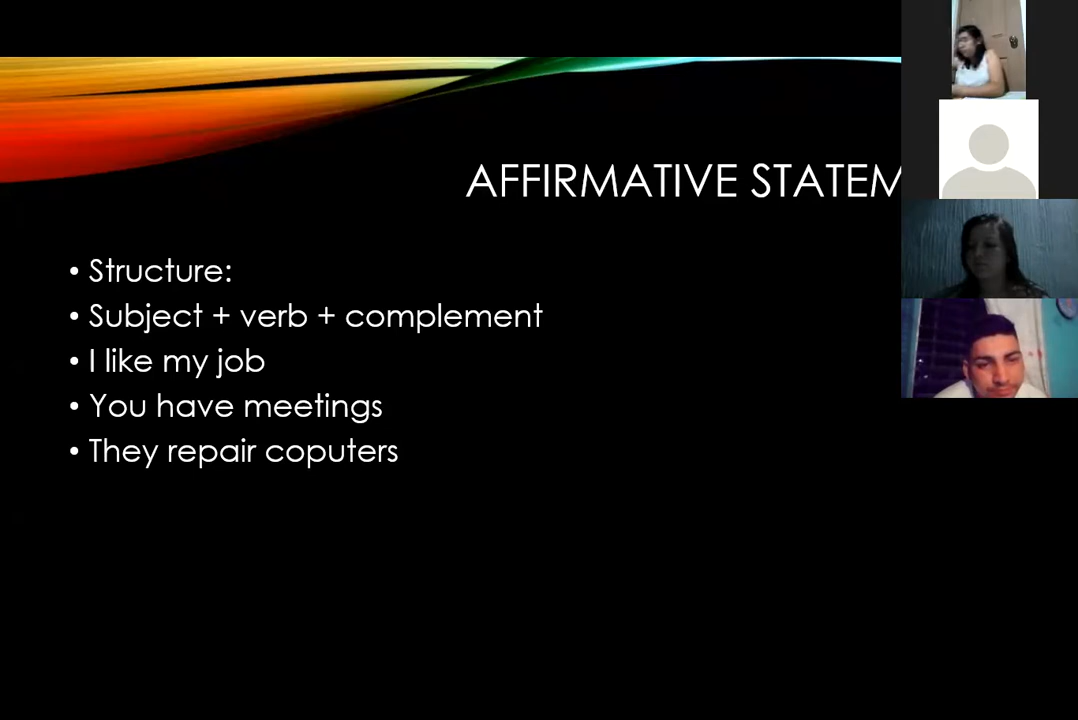 AFFIRMATIVE STATEM
• Structure:
• Subject + verb + complement
• I like my job
• You have meetings
• They repair coputers